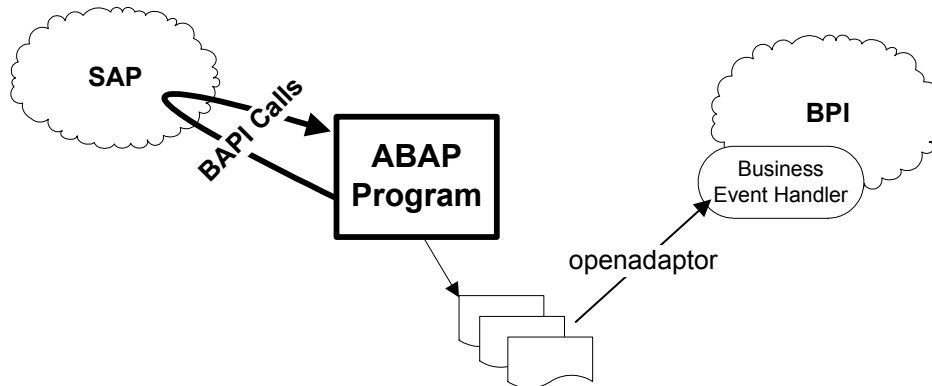 SAP
BAPI Calls
ABAP
Program
BPI
Business
Event Handler
openadaptor